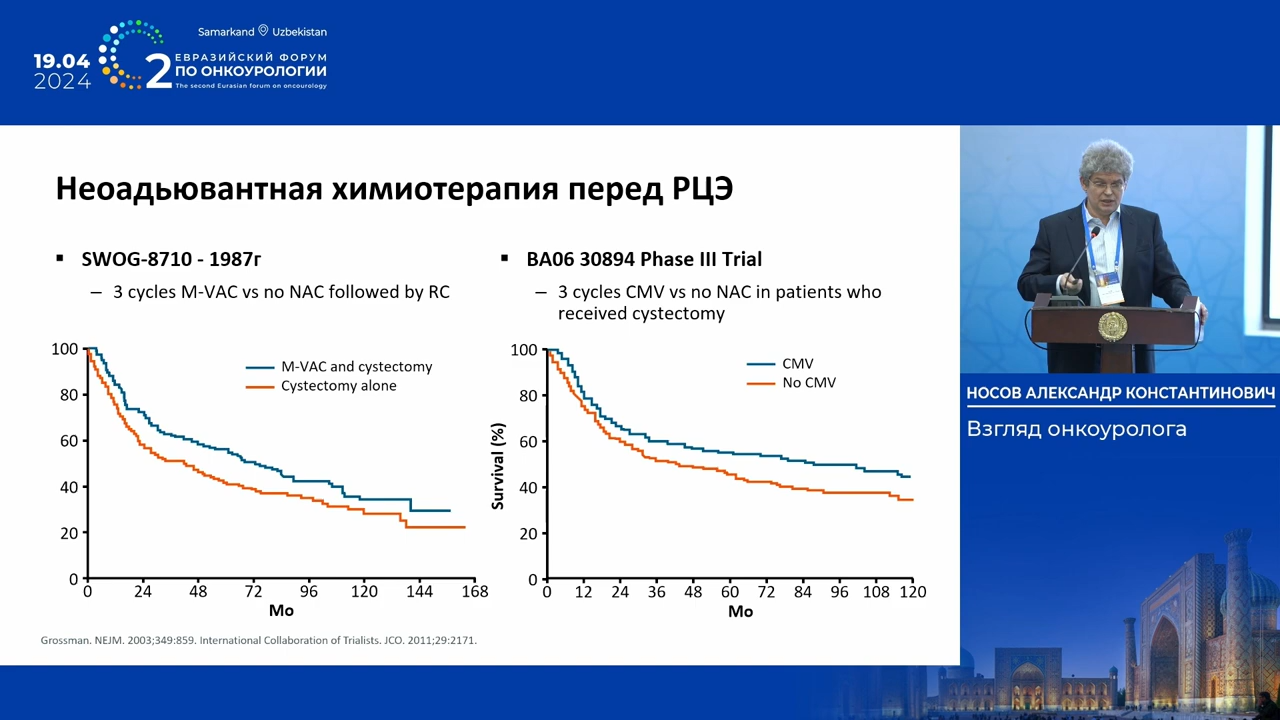 Samarkand Uzbekistan
19.04
2024
2
ЕВРАЗИЙСКИЙ ФОРУМ
ПО ОНКОУРОЛОГИИ
The second Eurasian forum on oncourology
Неоадьювантная химиотерапия перед РЦЭ
▪ SWOG-8710 - 1987г
– 3 cycles M-VAC vs no NAC followed by RC
▪ BA06 30894 Phase III Trial
– 3 cycles CMV vs no NAC in patients who
received cystectomy
M-VAC and cystectomy
Cystectomy alone
100
80
60
40
20
0
0 24 48 72 96 120 144 168
Mo
CMV
No CMV
Survival (%)
100
80
60
40
20
0
0 12 24 36 48 60 72 84 96 108 120
Mo
Grossman. NEJM. 2003;349:859. International Collaboration of Trialists. JCO. 2011;29:2171.
НОСОВ АЛЕКСАНДР КОНСТАНТИНОВИЧ
Взгляд онкоуролога